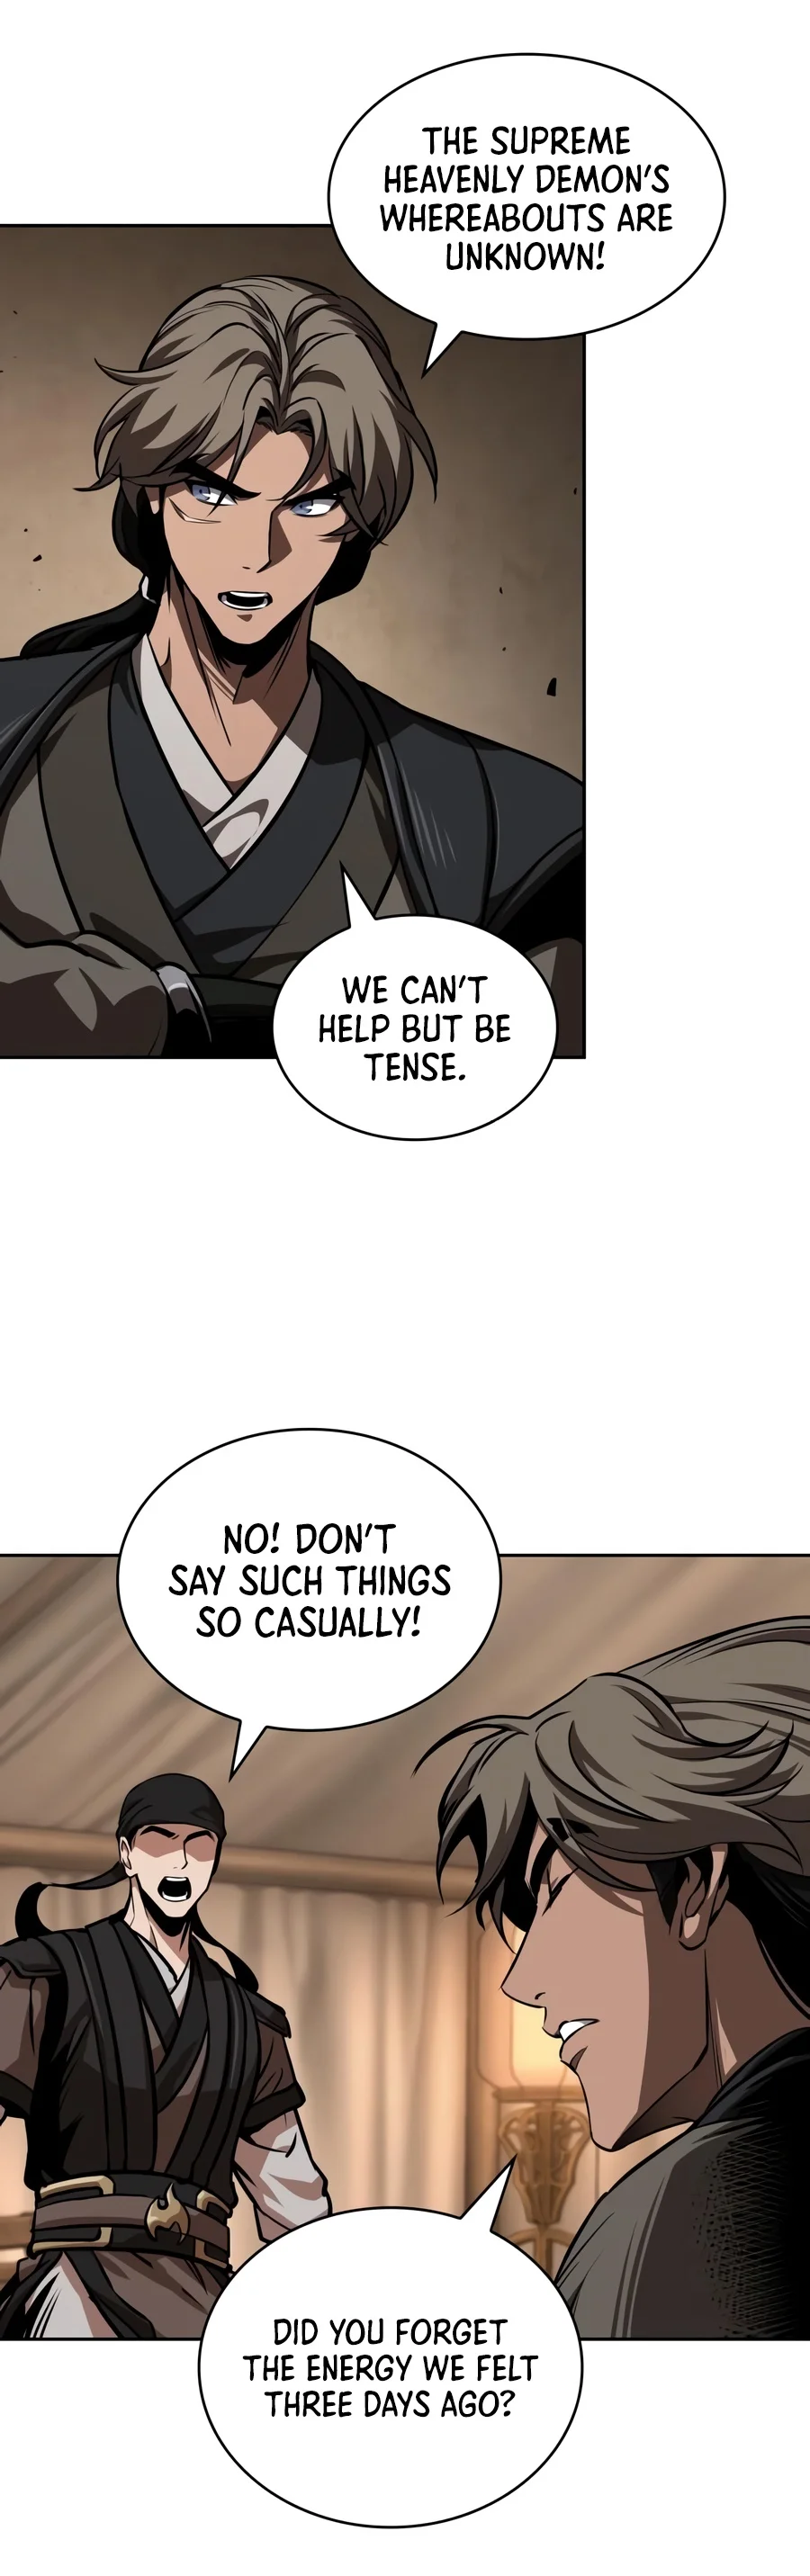 THE SUPREME
HEAVENLY DEMON'S
WHEREABOUTS ARE
UNKNOWN!
WE CAN'T
HELP BUT BE
TENSE.
NO! DON'T
SAY SUCH THINGS
SO CASUALLY!
DID YOU FORGET
THE ENERGY WE FELT
THREE DAYS AGO?